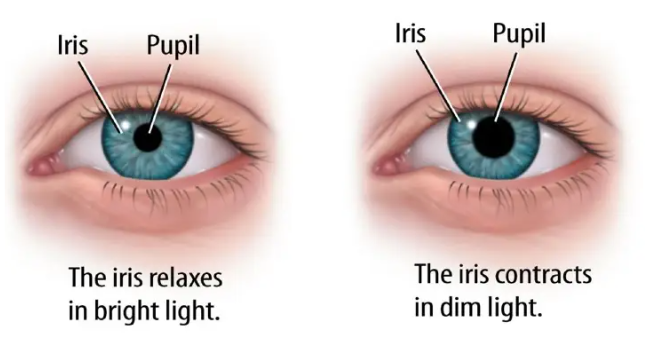 Iris Pupil
The iris relaxes
in bright light.
Iris Pupil
The iris contracts
in dim light.